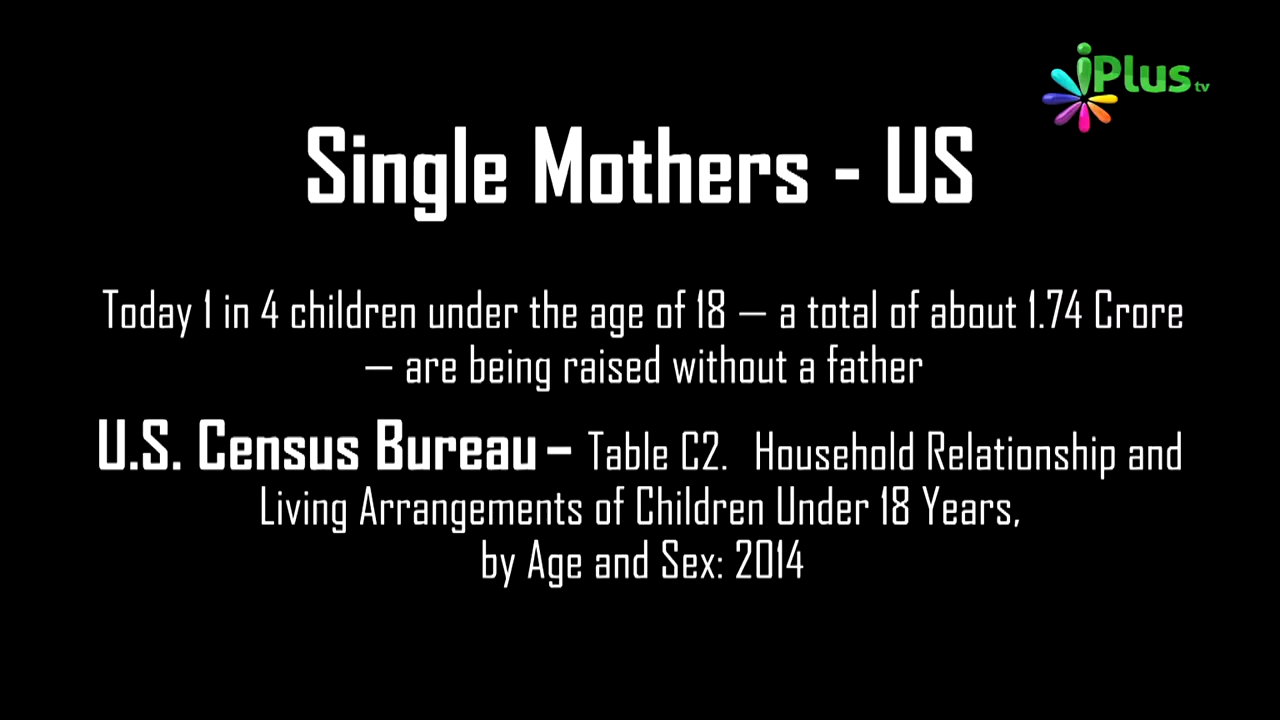 iPlus tv
Single Mothers - US
Today 1 in 4 children under the age of 18 — a total of about 1.74 Crore
— are being raised without a father
U.S. Census Bureau – Table C2. Household Relationship and
Living Arrangements of Children Under 18 Years,
by Age and Sex: 2014